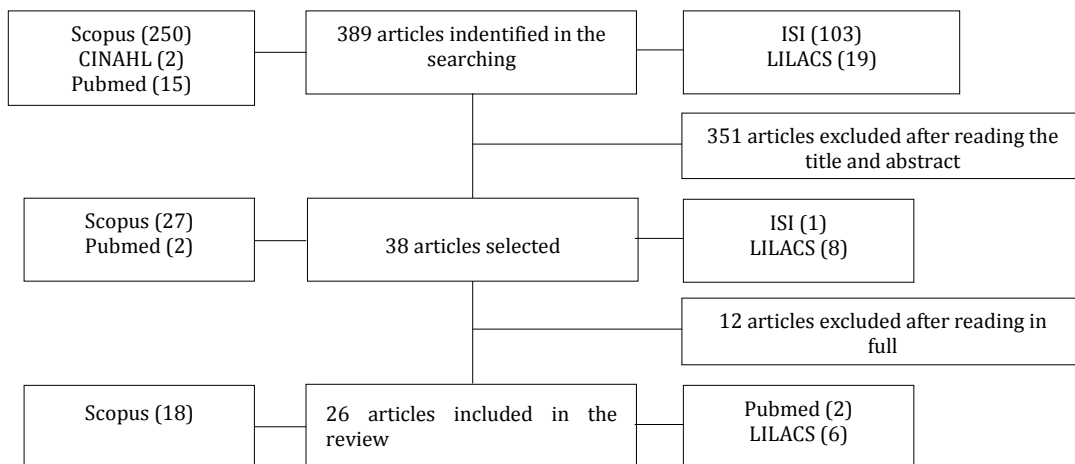 Scopus (250)
CINAHL (2)
Pubmed (15)
389 articles indentified in the
searching
ISI (103)
LILACS (19)
351 articles excluded after reading the
title and abstract
Scopus (27)
Pubmed (2)
38 articles selected
ISI (1)
LILACS (8)
12 articles excluded after reading in
full
Scopus (18)
26 articles included in the
review
Pubmed (2)
LILACS (6)